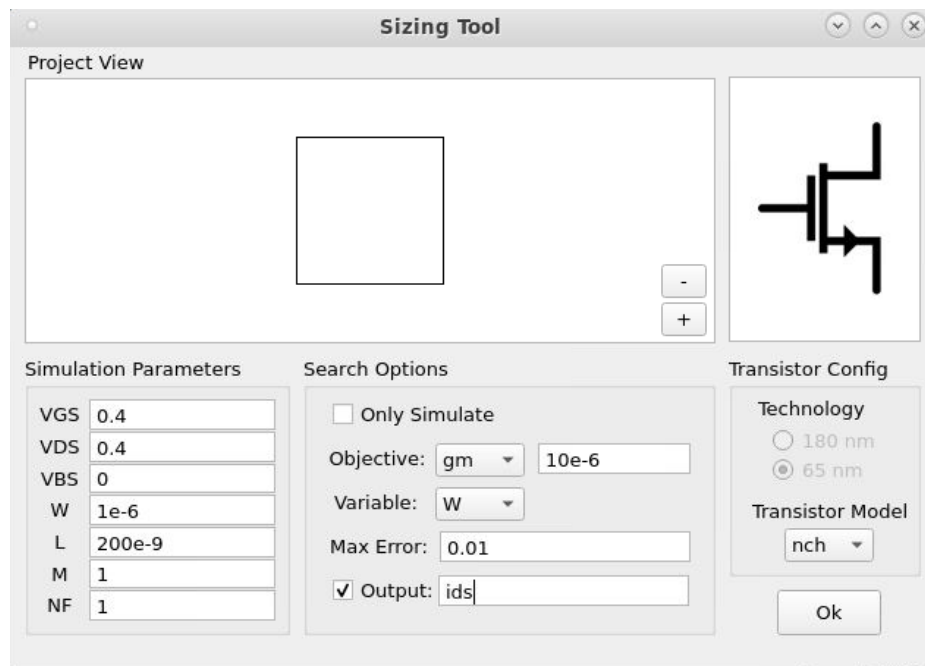 Sizing Tool
Project View
-
+
Simulation Parameters
VGS 0.4
VDS 0.4
VBS 0
W 1e-6
L 200e-9
M 1
NF 1
Search Options
Only Simulate
Objective: gm 10e-6
Variable: W
Max Error: 0.01
Output: ids
Transistor Config
Technology
180 nm
65 nm
Transistor Model
nch
Ok